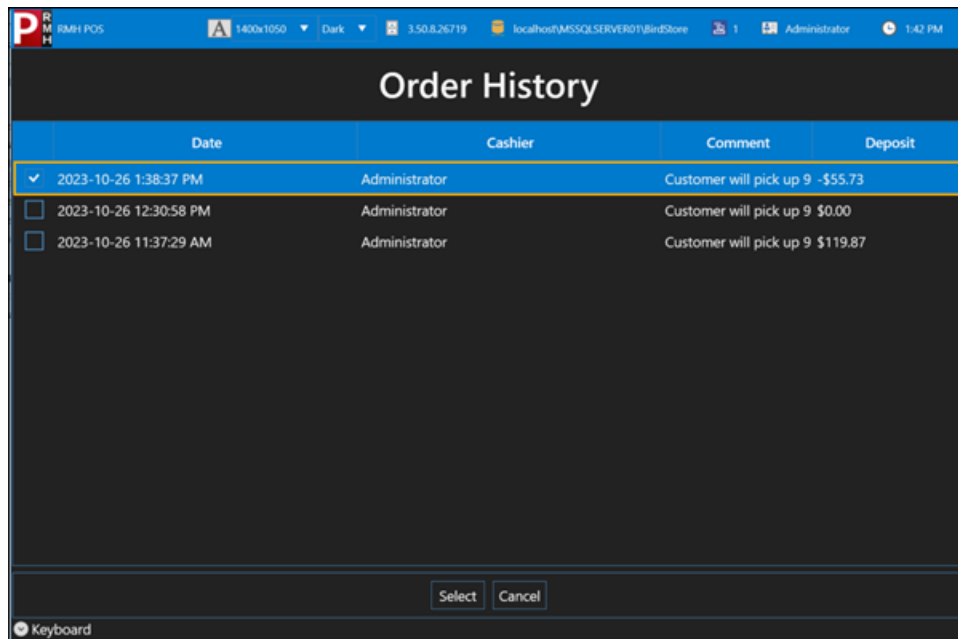 P RMH RMH POS A 1400x1050 Dark 3.50.8.26719 localhost\MSSQLSERVER01\BirdStore 1 Administrator 1:42 PM
Order History
Date Cashier Comment Deposit
2023-10-26 1:38:37 PM Administrator Customer will pick up 9 -$55.73
2023-10-26 12:30:58 PM Administrator Customer will pick up 9 $0.00
2023-10-26 11:37:29 AM Administrator Customer will pick up 9 $119.87
Select Cancel
Keyboard